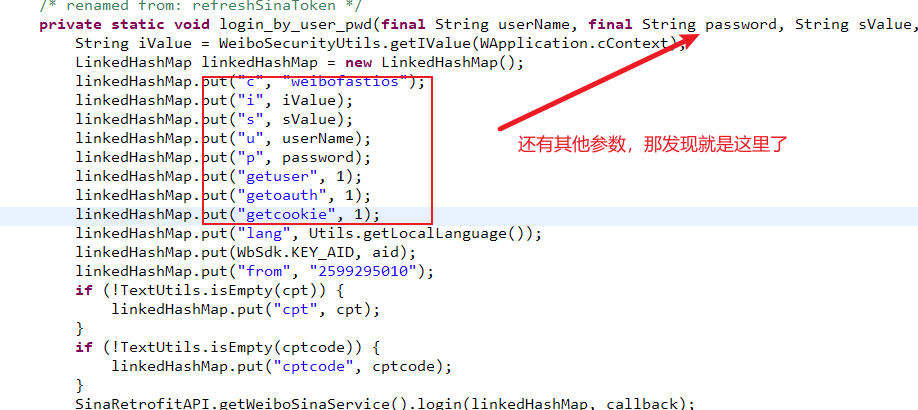 /* renamed from: refreshSinaToken */
private static void login_by_user_pwd(final String userName, final String password, String sValue,
String iValue = WeiboSecurityUtils.getIValue(WApplication.cContext);
LinkedHashMap linkedHashMap = new LinkedHashMap();
linkedHashMap.put("c", "weibofastios");
linkedHashMap.put("i", iValue);
linkedHashMap.put("s", sValue);
linkedHashMap.put("u", userName);
还有其他参数，那发现就是这里了
linkedHashMap.put("p", password);
linkedHashMap.put("getuser", 1);
linkedHashMap.put("getoauth", 1);
linkedHashMap.put("getcookie", 1);
linkedHashMap.put("lang", Utils.getLocalLanguage());
linkedHashMap.put(WbSdk.KEY_AID, aid);
linkedHashMap.put("from", "2599295010");
if (!TextUtils.isEmpty(cpt)) {
linkedHashMap.put("cpt", cpt);
}
if (!TextUtils.isEmpty(cptcode)) {
linkedHashMap.put("cptcode", cptcode);
}
SinaRetrofitAPI.getWeiboSinaService().login(linkedHashMap, callback);